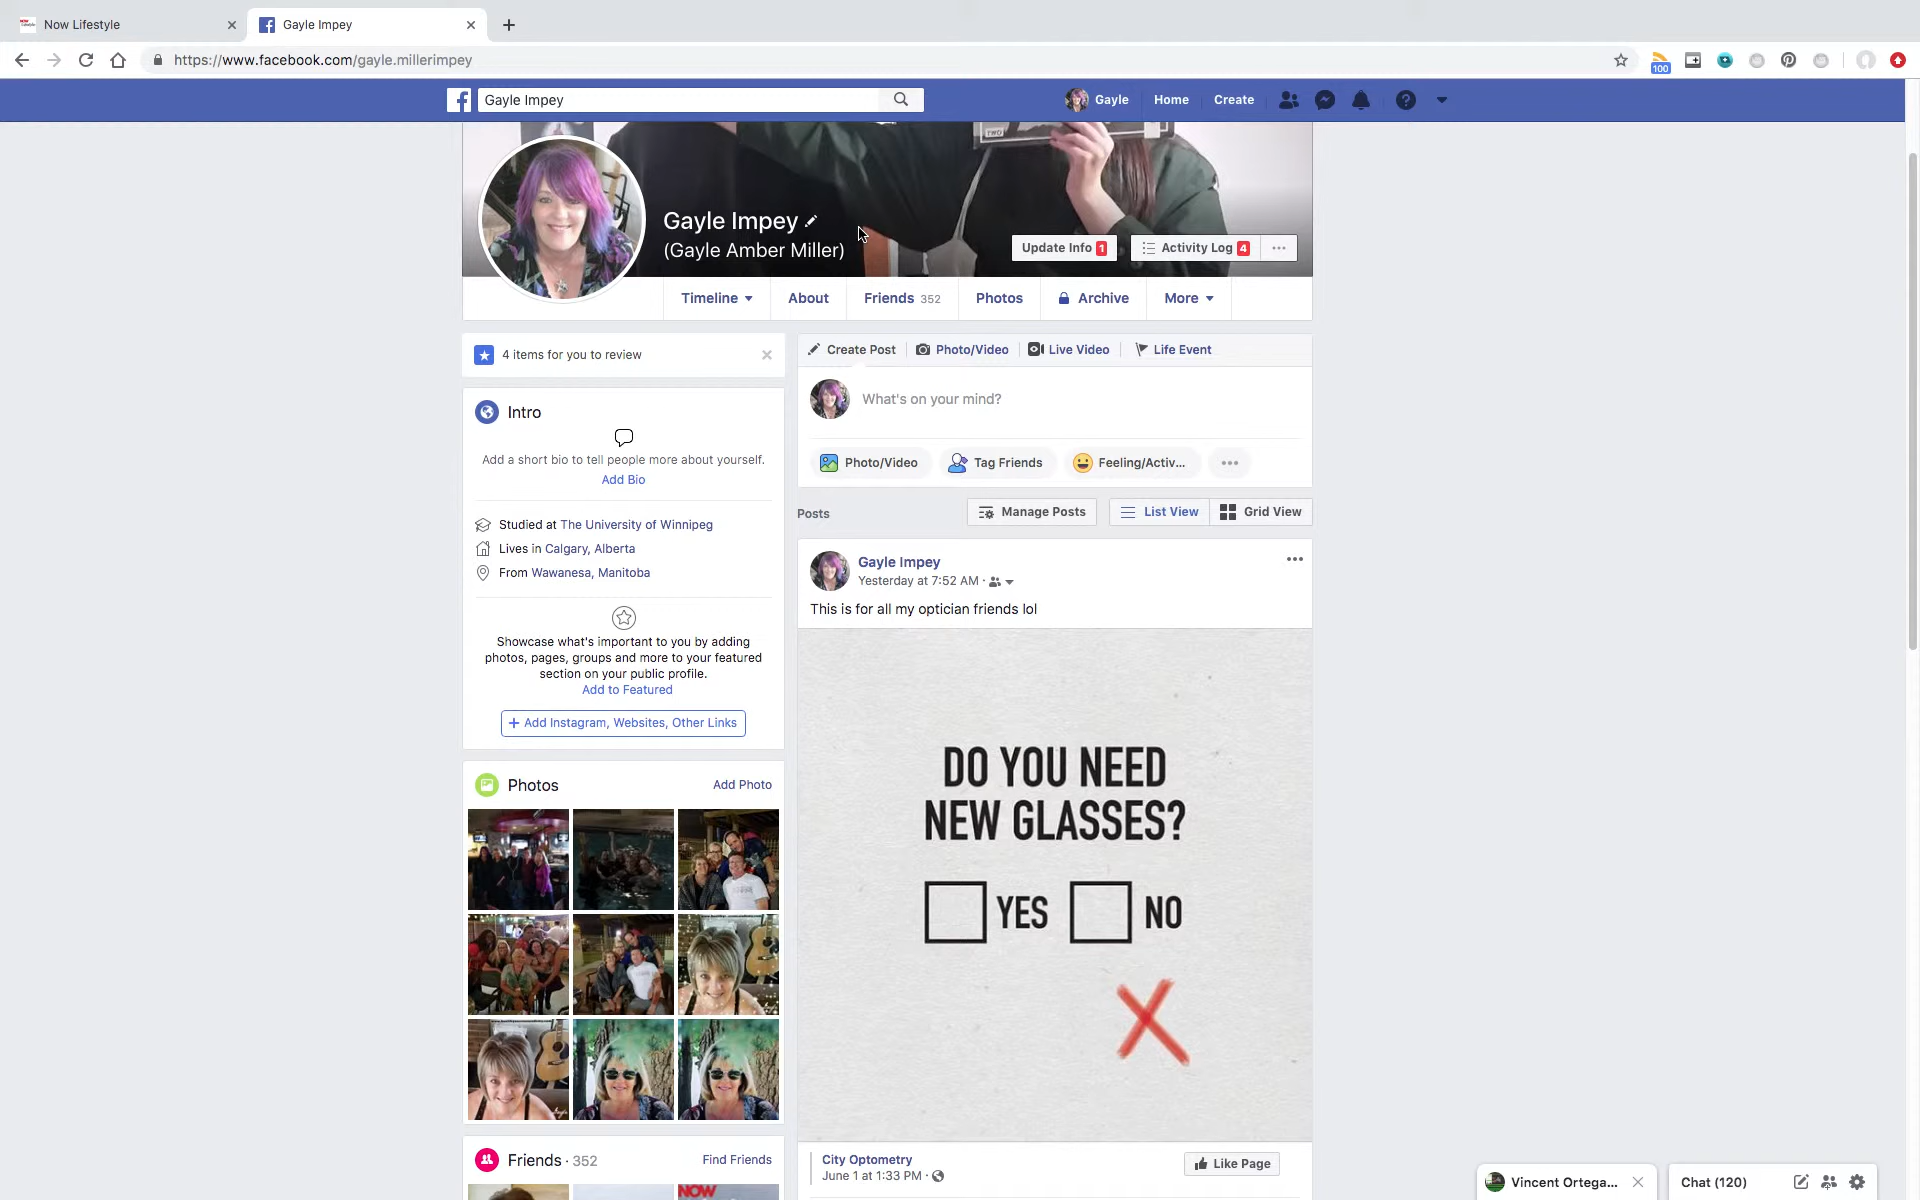 Now Lifestyle
Gayle Impey
https://www.facebook.com/gayle.millerimpey
100
Gayle Impey
Gayle
Home
Create
TWO
Gayle Impey
(Gayle Amber Miller)
Update Info 1
Activity Log 4
Timeline
About
Friends 352
Photos
Archive
More
4 items for you to review
Intro
Add a short bio to tell people more about yourself.
Add Bio
Studied at The University of Winnipeg
Lives in Calgary, Alberta
From Wawanesa, Manitoba
Showcase what's important to you by adding
photos, pages, groups and more to your featured
section on your public profile.
Add to Featured
+ Add Instagram, Websites, Other Links
Photos
Add Photo
Friends · 352
Find Friends
NOW
Create Post
Photo/Video
Live Video
Life Event
What's on your mind?
Photo/Video
Tag Friends
Feeling/Activ...
Posts
Manage Posts
List View
Grid View
Gayle Impey
Yesterday at 7:52 AM ·
This is for all my optician friends lol
DO YOU NEED
NEW GLASSES?
YES NO
City Optometry
June 1 at 1:33 PM ·
Like Page
Vincent Ortega...
Chat (120)